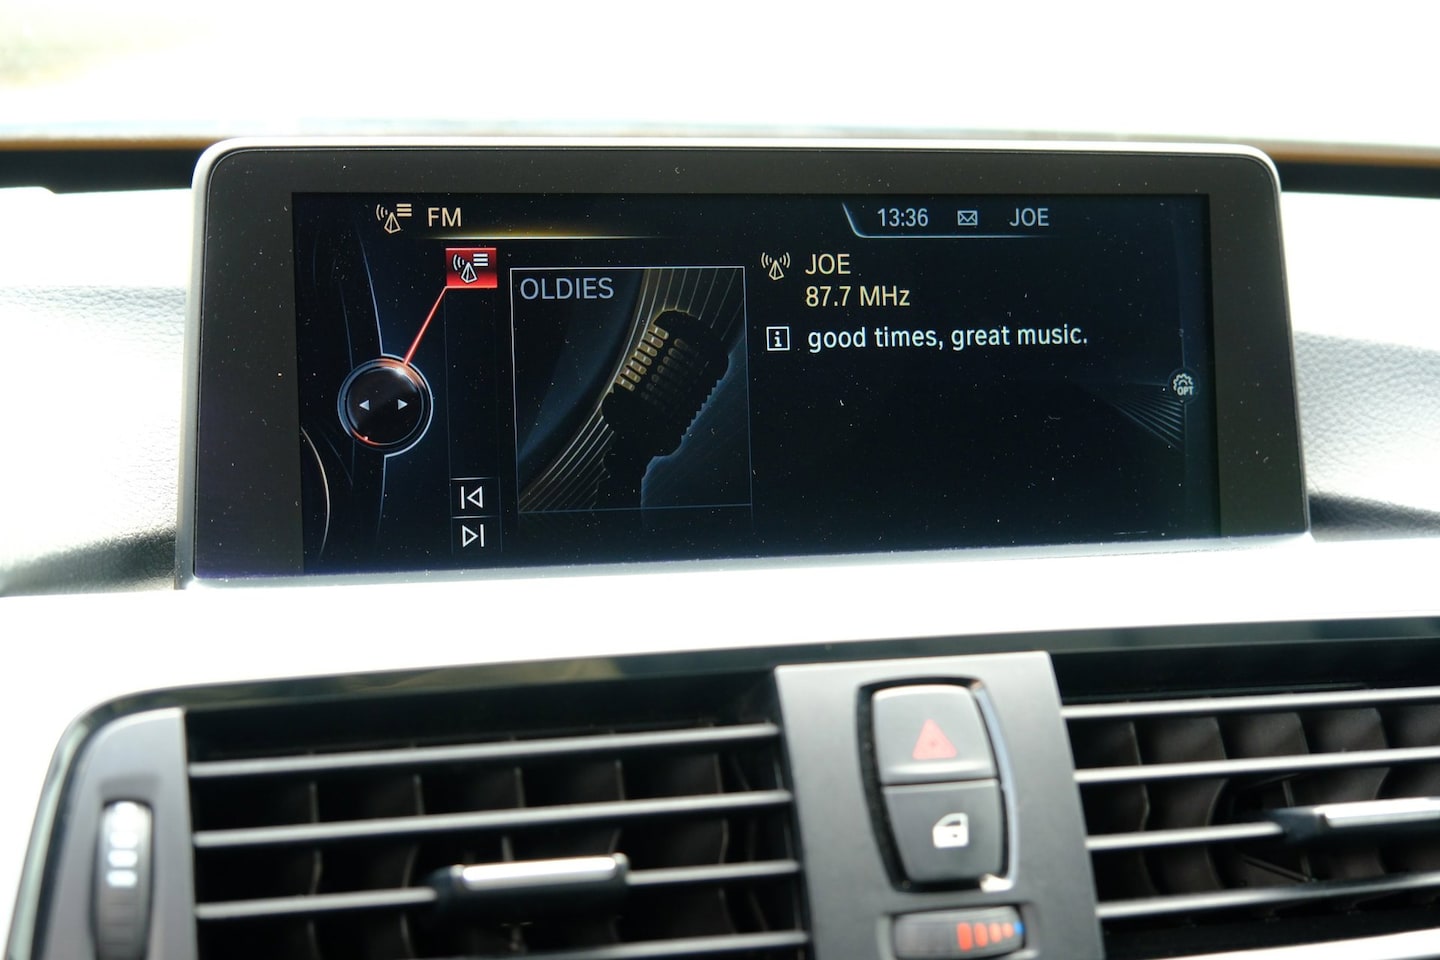 FM
13:36 JOE
OLDIES
JOE
87.7 MHz
i good times, great music.
OPT